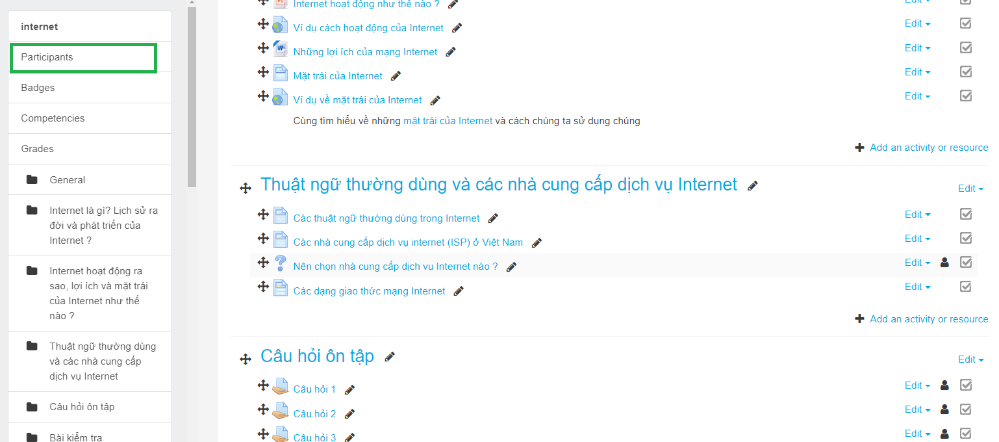 internet
Participants
Badges
Competencies
Grades
General
Internet là gì? Lịch sử ra
đời và phát triển của
Internet ?
Internet hoạt động ra
sao, lợi ích và mặt trái
của Internet như thế
nào ?
Thuật ngữ thường dùng
và các nhà cung cấp
dịch vụ Internet
Câu hỏi ôn tập
Bài kiểm tra
Internet hoạt động như thế nào ? Edit
Ví dụ cách hoạt động của Internet Edit
Những lợi ích của mạng Internet Edit
Mặt trái của Internet Edit
Ví dụ về mặt trái của Internet Edit
Cùng tìm hiểu về những mặt trái của Internet và cách chúng ta sử dụng chúng
Add an activity or resource
Thuật ngữ thường dùng và các nhà cung cấp dịch vụ Internet Edit
Các thuật ngữ thường dùng trong Internet Edit
Các nhà cung cấp dịch vụ internet (ISP) ở Việt Nam Edit
Nên chọn nhà cung cấp dịch vụ Internet nào ? Edit
Các dạng giao thức mạng Internet Edit
Add an activity or resource
Câu hỏi ôn tập Edit
Câu hỏi 1 Edit
Câu hỏi 2 Edit
Câu hỏi 3 Edit